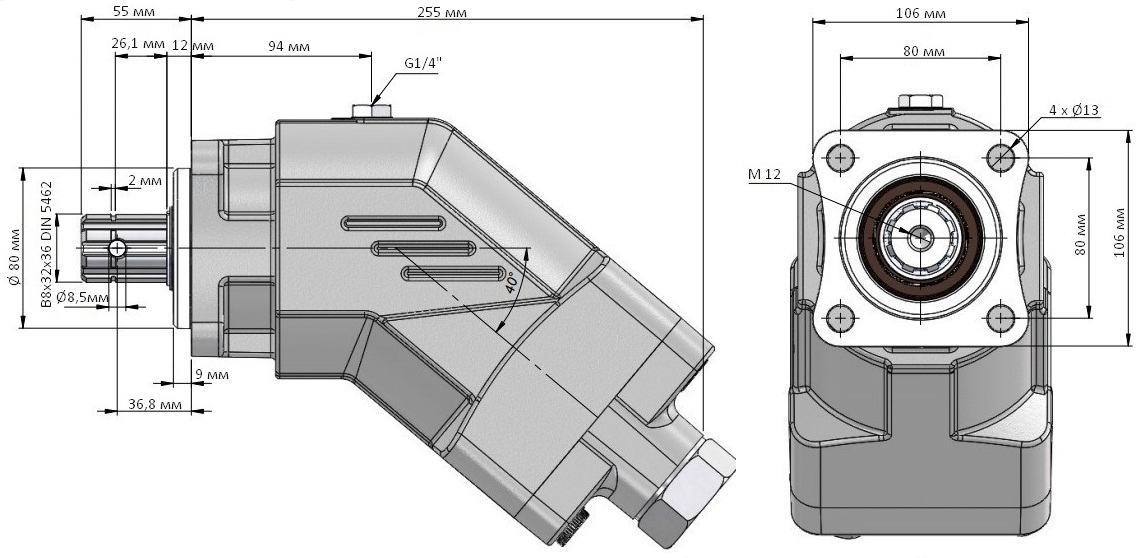 55 мм
255 мм
26,1 мм
12 мм
94 мм
G1/4"
2 мм
B8x32x36 DIN 5462
Ø 80 мм
Ø8,5мм
40°
9 мм
36,8 мм
106 мм
80 мм
4 x Ø13
M 12
80 мм
106 мм